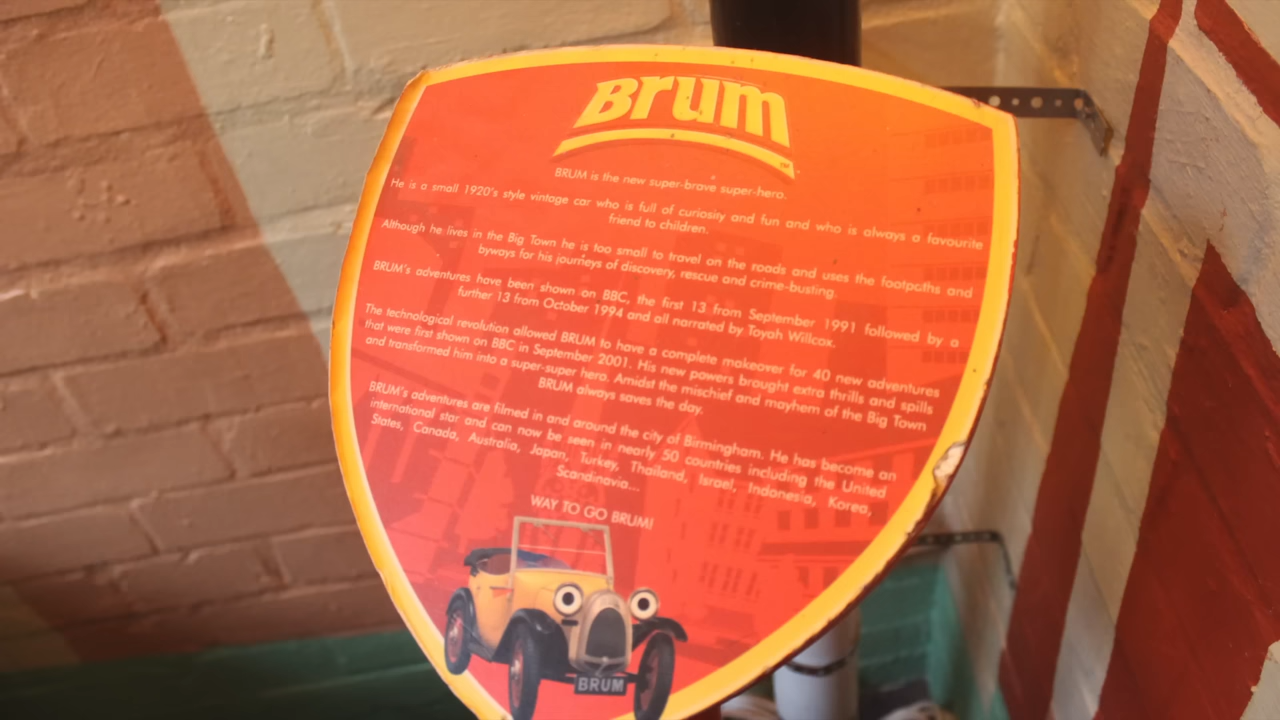 Brum
BRUM is the new super-brave super-hero.
He is a small 1920's style vintage car who is full of curiosity and fun and who is always a favourite
friend to children.
Although he lives in the Big Town he is too small to travel on the roads and uses the footpaths and
byways for his journeys of discovery, rescue and crime-busting.
BRUM's adventures have been shown on BBC, the first 13 from September 1991 followed by a
further 13 from October 1994 and all narrated by Toyah Willcox.
The technological revolution allowed BRUM to have a complete makeover for 40 new adventures
that were first shown on BBC in September 2001. His new powers brought extra thrills and spills
and transformed him into a super-super hero. Amidst the mischief and mayhem of the Big Town
BRUM always saves the day.
BRUM's adventures are filmed in and around the city of Birmingham. He has become an
international star and can now be seen in nearly 50 countries including the United
States, Canada, Australia, Japan, Turkey, Thailand, Israel, Indonesia, Korea,
Scandinavia...
WAY TO GO BRUM!
BRUM